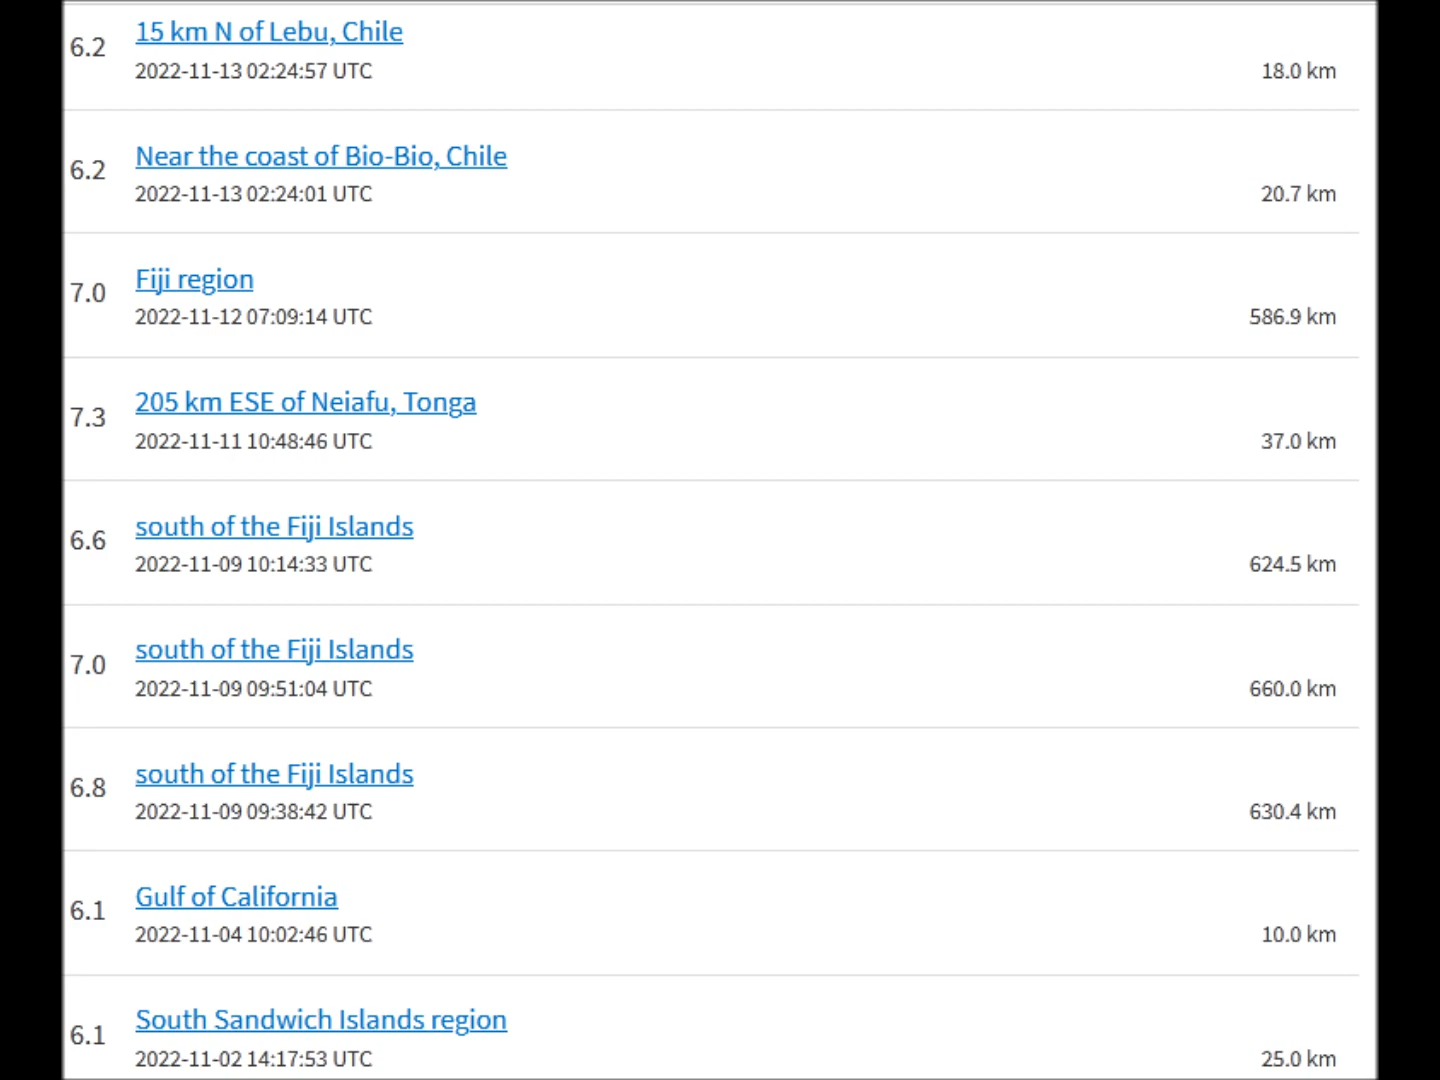 6.2
15 km N of Lebu, Chile
2022-11-13 02:24:57 UTC
18.0 km
6.2
Near the coast of Bio-Bio, Chile
2022-11-13 02:24:01 UTC
20.7 km
7.0
Fiji region
2022-11-12 07:09:14 UTC
586.9 km
7.3
205 km ESE of Neiafu, Tonga
2022-11-11 10:48:46 UTC
37.0 km
6.6
south of the Fiji Islands
2022-11-09 10:14:33 UTC
624.5 km
7.0
south of the Fiji Islands
2022-11-09 09:51:04 UTC
660.0 km
6.8
south of the Fiji Islands
2022-11-09 09:38:42 UTC
630.4 km
6.1
Gulf of California
2022-11-04 10:02:46 UTC
10.0 km
6.1
South Sandwich Islands region
2022-11-02 14:17:53 UTC
25.0 km